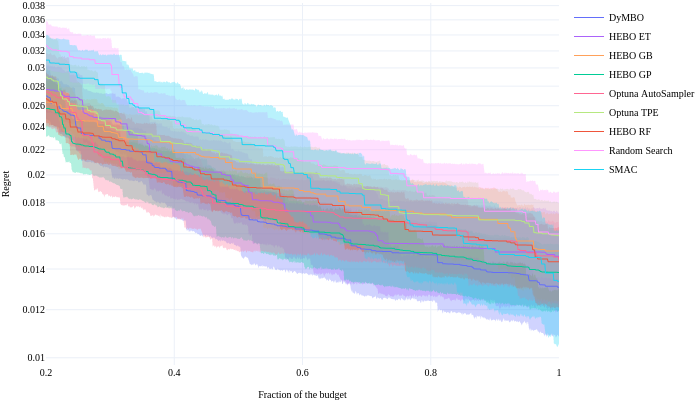 0.038
0.036
0.034
0.032
0.03
0.028
0.026
0.024
0.022
0.02
0.018
0.016
0.014
0.012
0.01
Regret
0.2
0.4
0.6
0.8
1
Fraction of the budget
DyMBO
HEBO ET
HEBO GB
HEBO GP
Optuna AutoSampler
Optuna TPE
HEBO RF
Random Search
SMAC